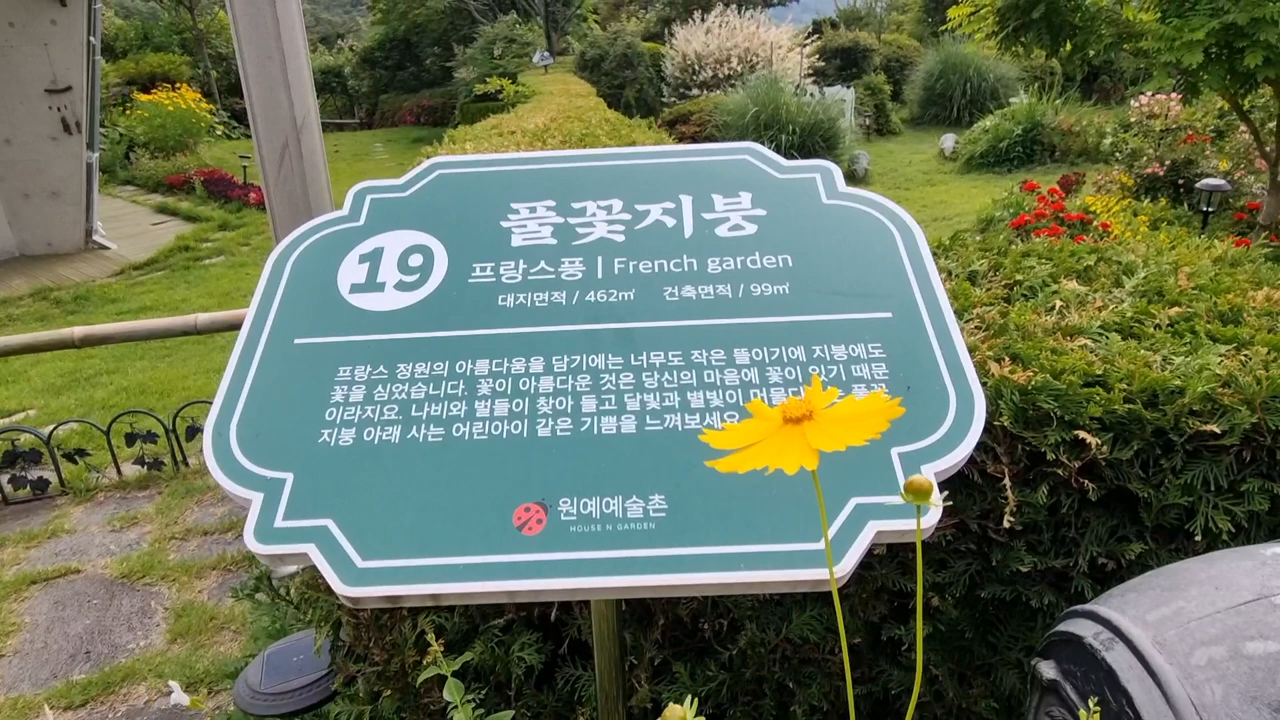 19
풀꽃지붕
프랑스풍 | French garden
대지면적 / 462㎡ 건축면적 / 99㎡
프랑스 정원의 아름다움을 담기에는 너무도 작은 뜰이기에 지붕에도
꽃을 심었습니다. 꽃이 아름다운 것은 당신의 마음에 꽃이 있기 때문
이라지요. 나비와 벌들이 찾아 들고 달빛과 별빛이 풀꽃
지붕 아래 사는 어린아이 같은 기쁨을 느껴보세요
원예예술촌
HOUSE N GARDEN